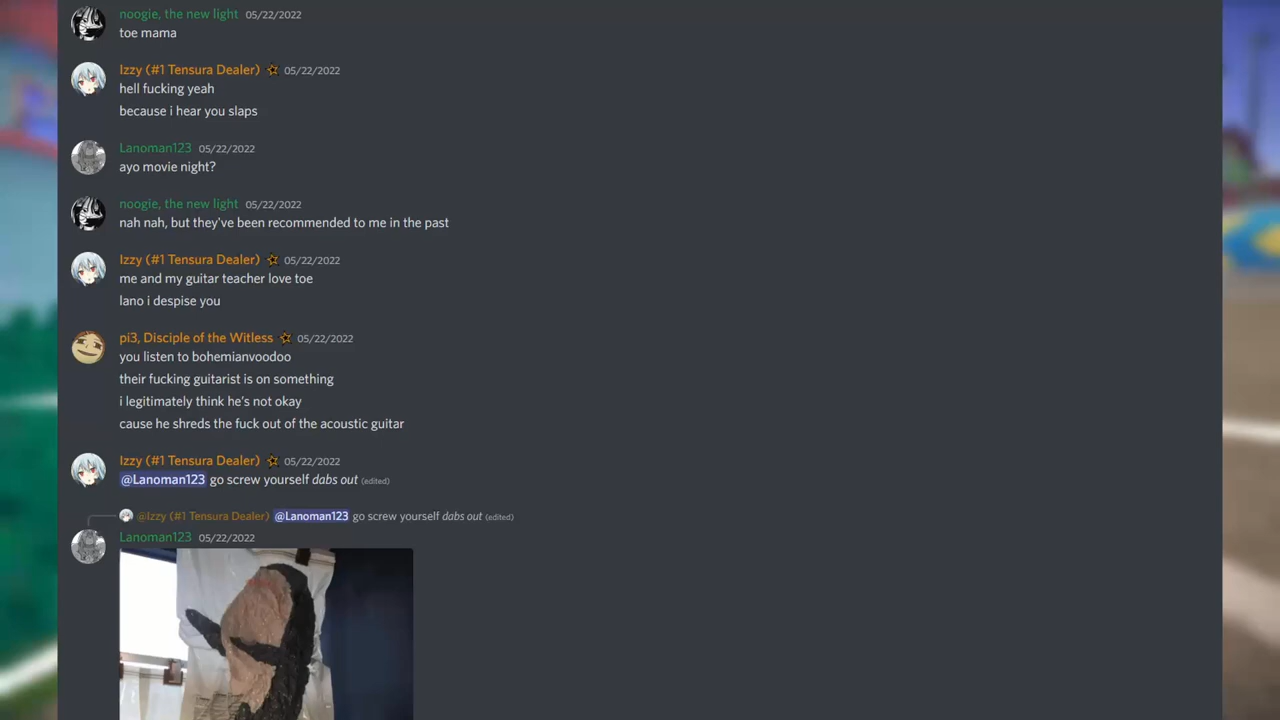 noogie, the new light 05/22/2022
toe mama
Izzy (#1 Tensura Dealer) 05/22/2022
hell fucking yeah
because i hear you slaps
Lanoman123 05/22/2022
ayo movie night?
noogie, the new light 05/22/2022
nah nah, but they've been recommended to me in the past
Izzy (#1 Tensura Dealer) 05/22/2022
me and my guitar teacher love toe
lano i despise you
pi3, Disciple of the Witless 05/22/2022
you listen to bohemianvoodoo
their fucking guitarist is on something
i legitimately think he's not okay
cause he shreds the fuck out of the acoustic guitar
Izzy (#1 Tensura Dealer) 05/22/2022
@Lanoman123 go screw yourself dabs out (edited)
@Izzy (#1 Tensura Dealer) @Lanoman123 go screw yourself dabs out (edited)
Lanoman123 05/22/2022